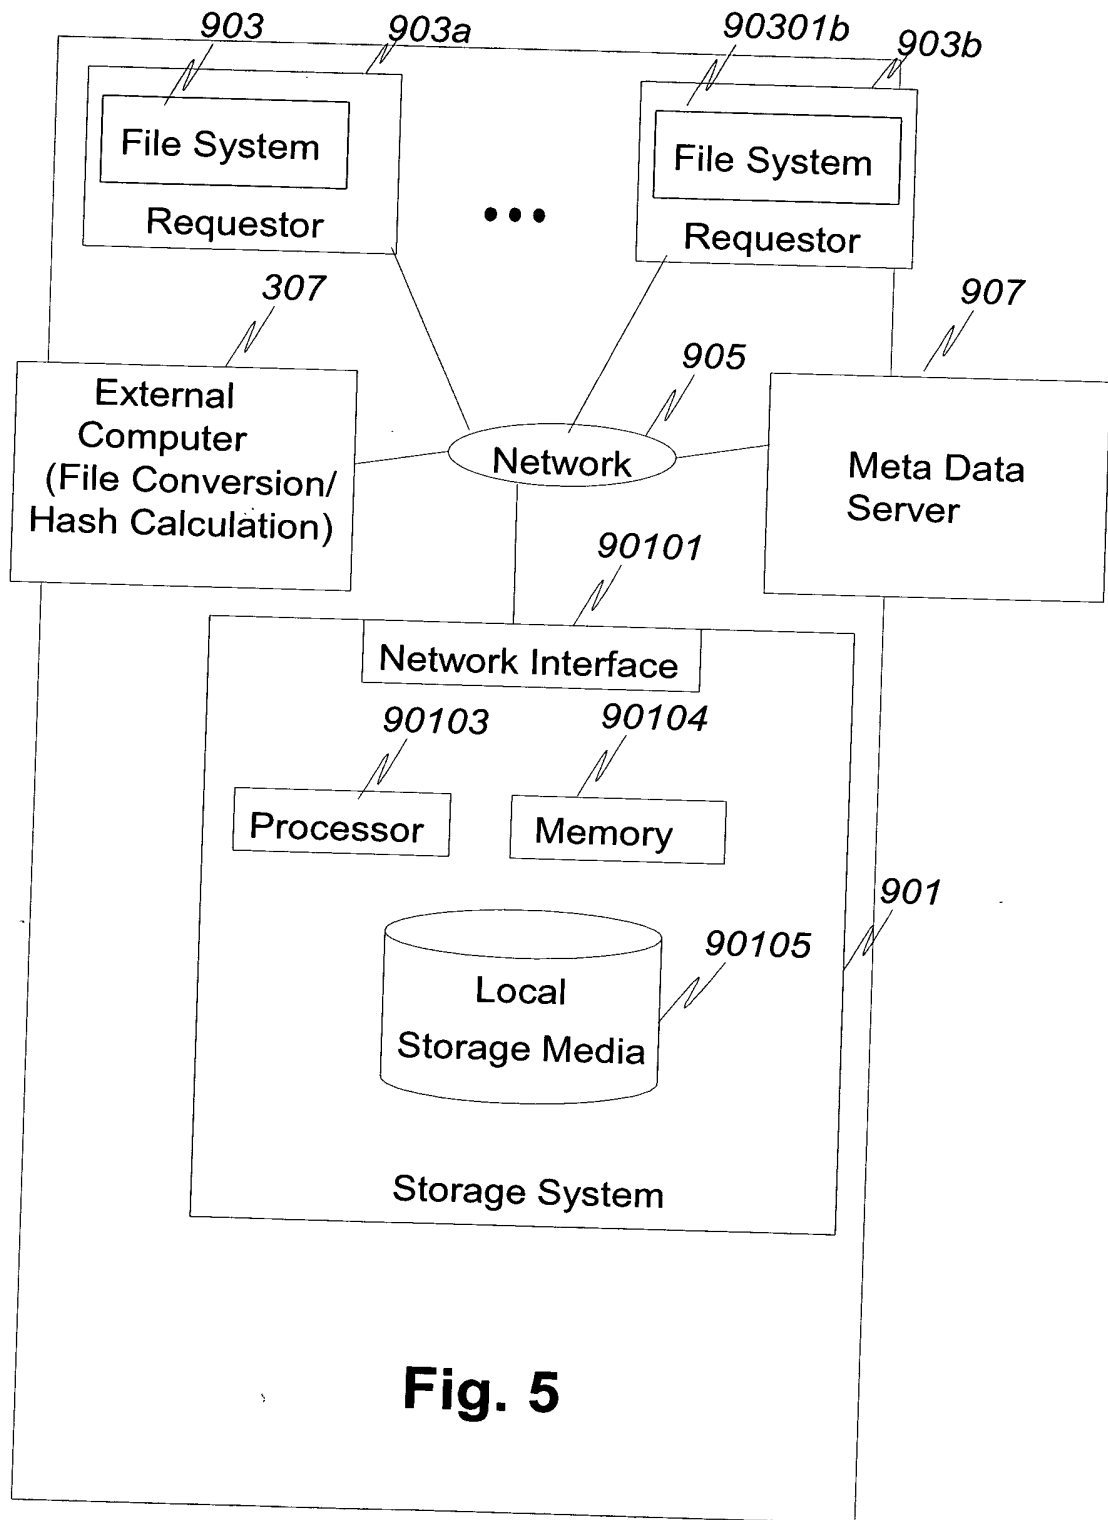 903
903a
90301b
903b
File System
Requestor
•••
File System
Requestor
307
907
External
Computer
(File Conversion/
Hash Calculation)
905
Network
Meta Data
Server
90101
Network Interface
90103
90104
Processor
Memory
901
90105
Local
Storage Media
Storage System
Fig. 5